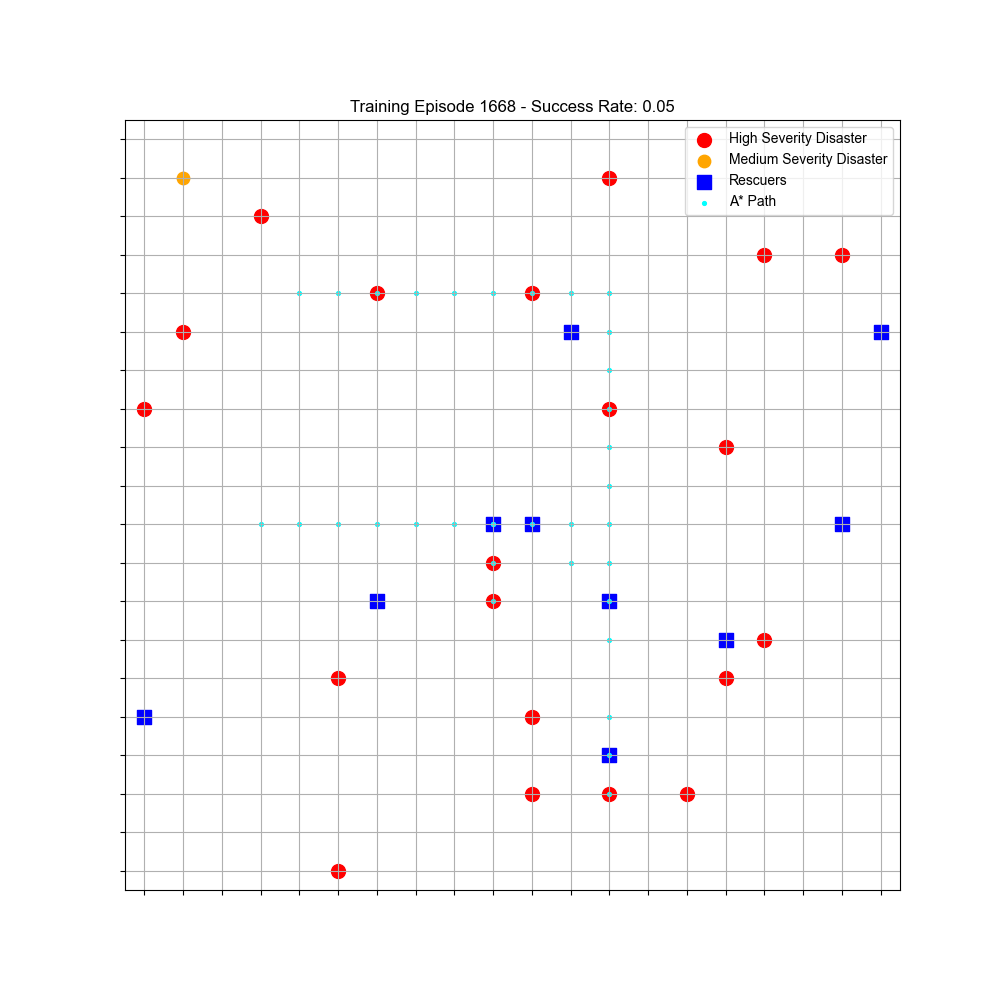 Training Episode 1668 - Success Rate: 0.05
High Severity Disaster
Medium Severity Disaster
Rescuers
A* Path